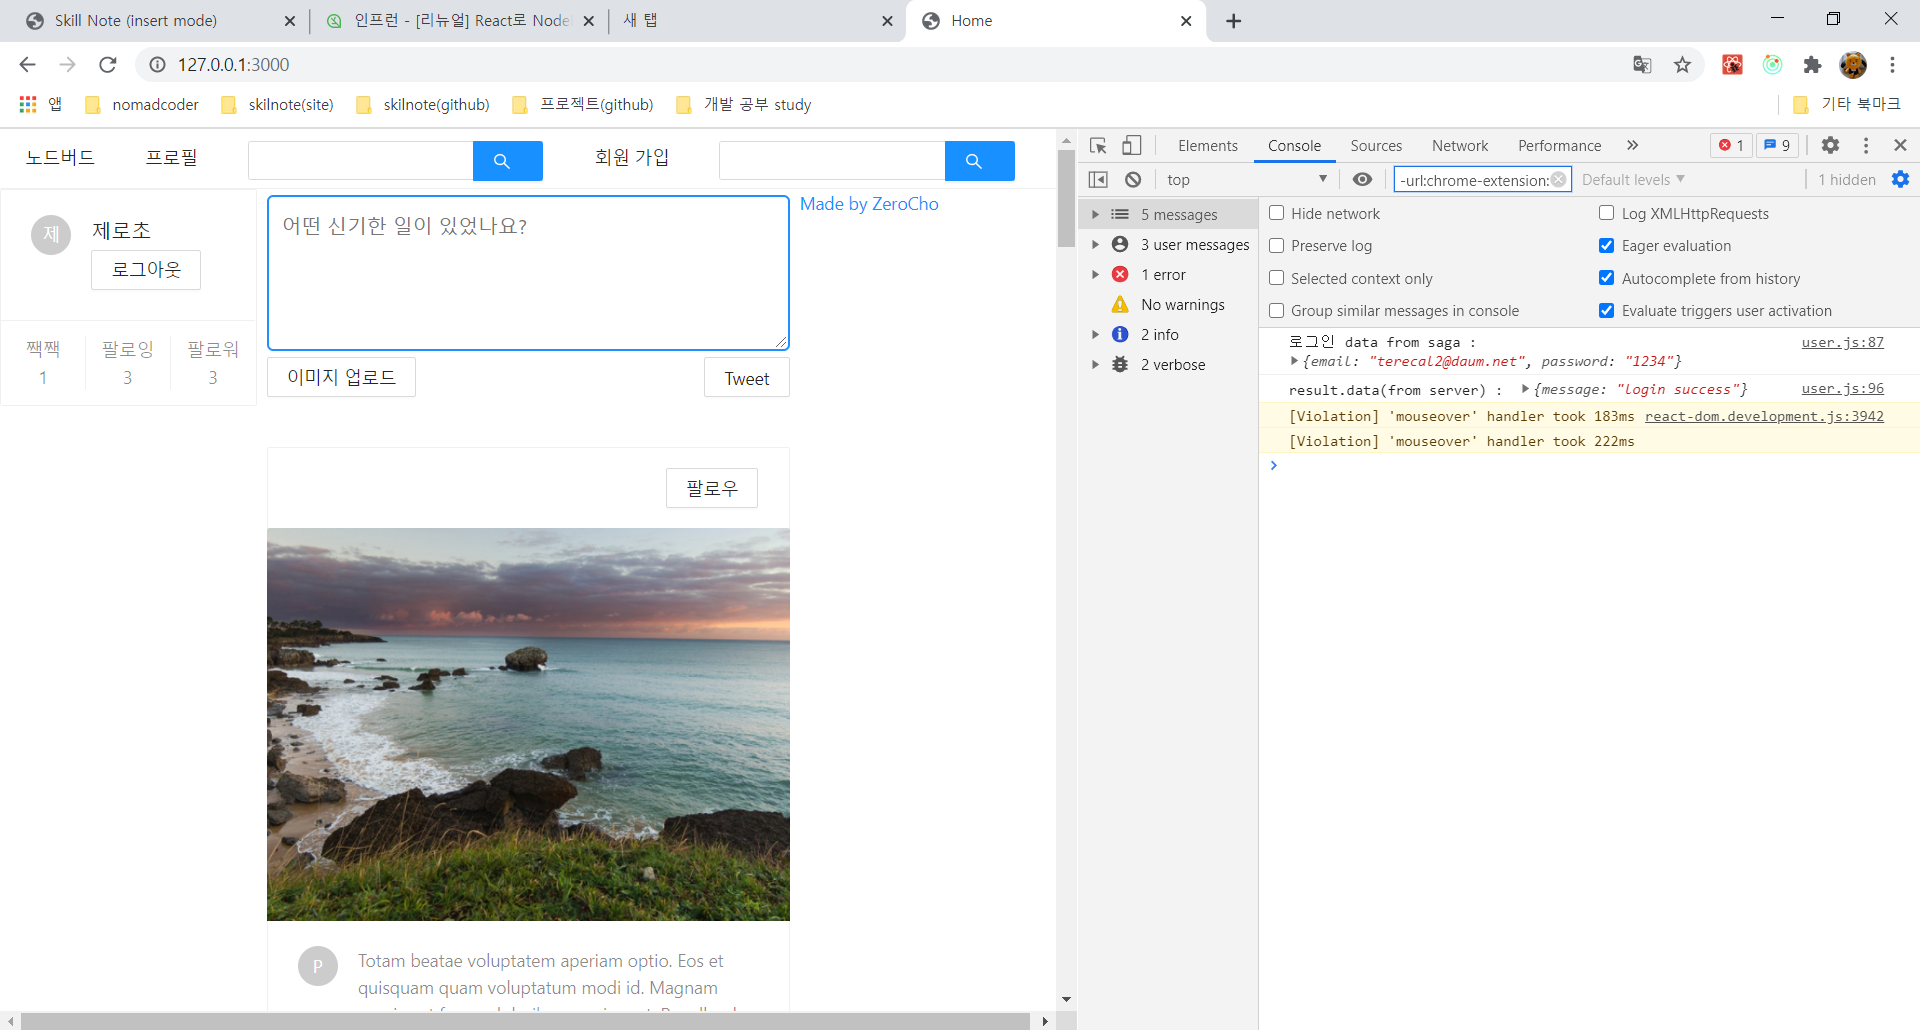 Skill Note (insert mode)
인프런 - [리뉴얼] React로 Node
새 탭
Home
127.0.0.1:3000
앱
nomadcoder
skilnote(site)
skilnote(github)
프로젝트(github)
개발 공부 study
기타 북마크
노드버드
프로필
회원 가입
제
제로초
로그아웃
짹짹
1
팔로잉
3
팔로워
3
어떤 신기한 일이 있었나요?
이미지 업로드
Tweet
Made by ZeroCho
팔로우
P
Totam beatae voluptatem aperiam optio. Eos et
quisquam quam voluptatum modi id. Magnam
Elements
Console
Sources
Network
Performance
1
9
top
-url:chrome-extension:
Default levels
1 hidden
5 messages
3 user messages
1 error
No warnings
2 info
2 verbose
Hide network
Log XMLHttpRequests
Preserve log
Eager evaluation
Selected context only
Autocomplete from history
Group similar messages in console
Evaluate triggers user activation
로그인 data from saga :
user.js:87
{email: "terecal2@daum.net", password: "1234"}
result.data(from server) : {message: "login success"}
user.js:96
[Violation] 'mouseover' handler took 183ms
react-dom.development.js:3942
[Violation] 'mouseover' handler took 222ms